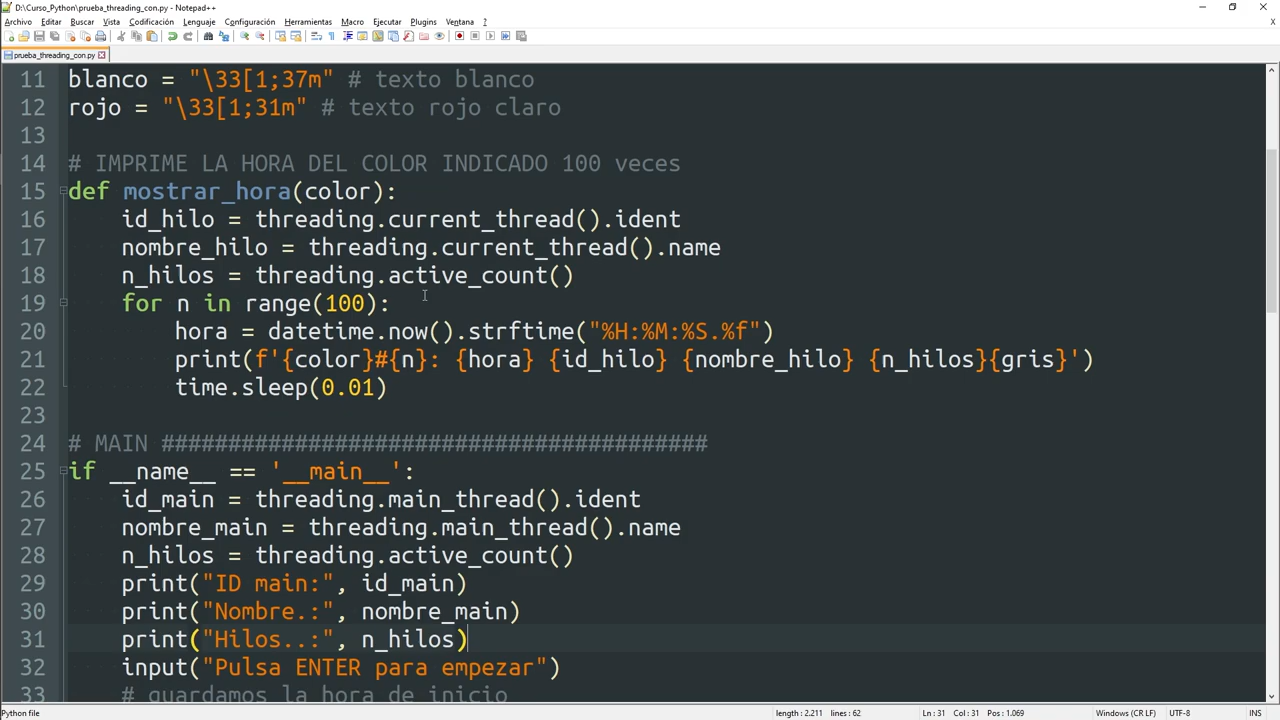 D:\Curso_Python\prueba_threading_con.py - Notepad++
Archivo Editar Buscar Vista Codificación Lenguaje Configuración Herramientas Macro Ejecutar Plugins Ventana ?
X
prueba_threading_con.py
11 blanco = "\33[1;37m" # texto blanco
12 rojo = "\33[1;31m" # texto rojo claro
13
14 # IMPRIME LA HORA DEL COLOR INDICADO 100 veces
15 def mostrar_hora(color):
16 id_hilo = threading.current_thread().ident
17 nombre_hilo = threading.current_thread().name
18 n_hilos = threading.active_count()
19 for n in range(100):
20 hora = datetime.now().strftime("%H:%M:%S.%f")
21 print(f'{color}#{n}: {hora} {id_hilo} {nombre_hilo} {n_hilos}{gris}')
22 time.sleep(0.01)
23
24 # MAIN #########################################
25 if __name__ == '__main__':
26 id_main = threading.main_thread().ident
27 nombre_main = threading.main_thread().name
28 n_hilos = threading.active_count()
29 print("ID main:", id_main)
30 print("Nombre.:", nombre_main)
31 print("Hilos..:", n_hilos)
32 input("Pulsa ENTER para empezar")
33 # guardamos la hora de inicio
Python file length : 2.211 lines : 62 Ln : 31 Col : 31 Pos : 1.069 Windows (CR LF) UTF-8 INS